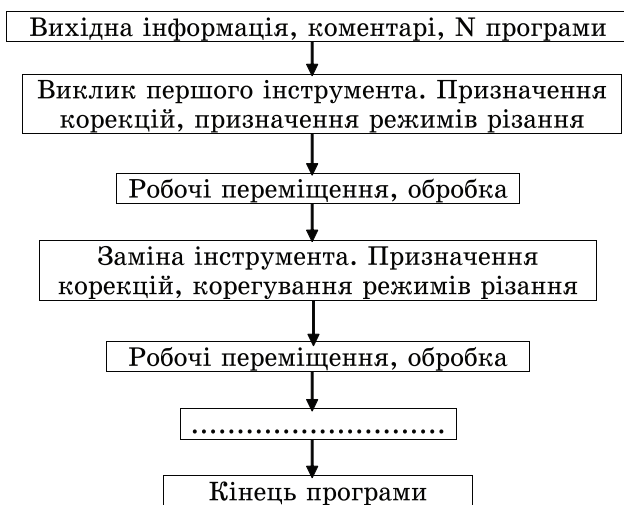 Вихідна інформація, коментарі, N програми
Виклик першого інструмента. Призначення
корекцій, призначення режимів різання
Робочі переміщення, обробка
Заміна інструмента. Призначення
корекцій, корегування режимів різання
Робочі переміщення, обробка
............................
Кінець програми